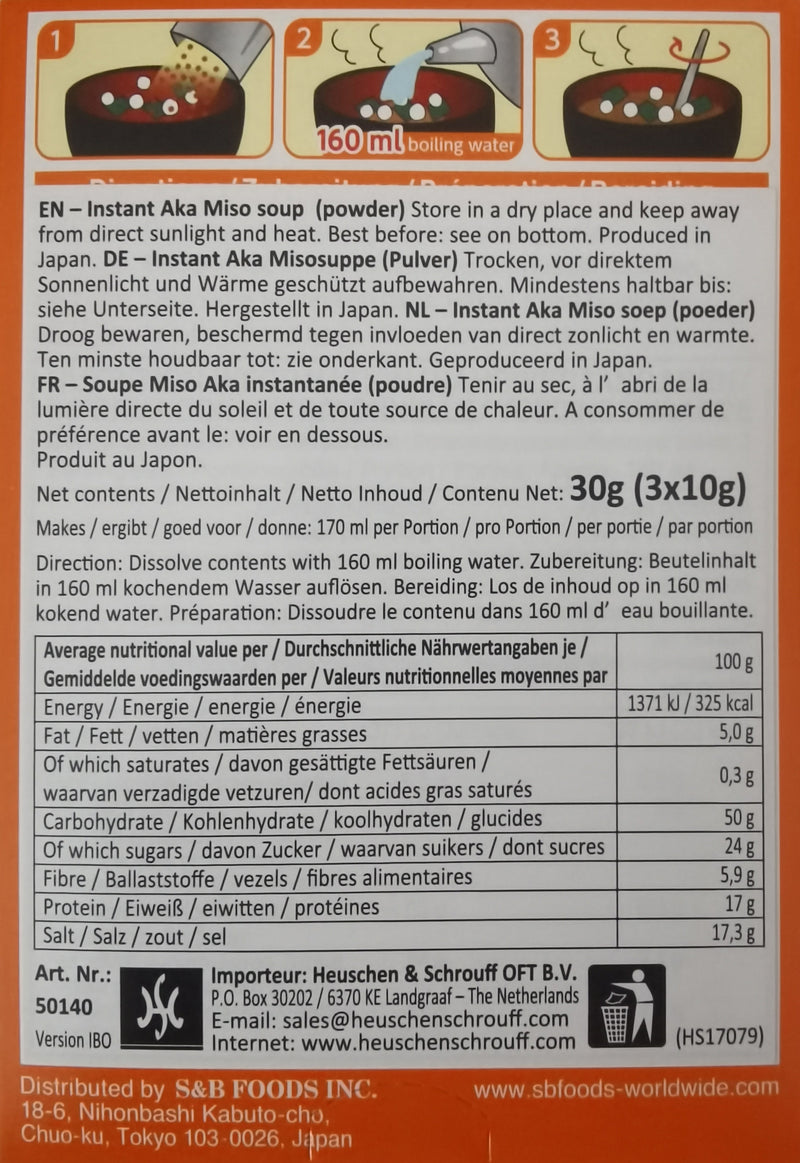 1
2
3
160 ml boiling water
EN – Instant Aka Miso soup (powder) Store in a dry place and keep away
from direct sunlight and heat. Best before: see on bottom. Produced in
Japan. DE – Instant Aka Misosuppe (Pulver) Trocken, vor direktem
Sonnenlicht und Wärme geschützt aufbewahren. Mindestens haltbar bis:
siehe Unterseite. Hergestellt in Japan. NL – Instant Aka Miso soep (poeder)
Droog bewaren, beschermd tegen invloeden van direct zonlicht en warmte.
Ten minste houdbaar tot: zie onderkant. Geproduceerd in Japan.
FR – Soupe Miso Aka instantanée (poudre) Tenir au sec, à l’ abri de la
lumière directe du soleil et de toute source de chaleur. A consommer de
préférence avant le: voir en dessous.
Produit au Japon.
Net contents / Nettoinhalt / Netto Inhoud / Contenu Net: 30g (3x10g)
Makes / ergibt / goed voor / donne: 170 ml per Portion / pro Portion / per portie / par portion
Direction: Dissolve contents with 160 ml boiling water. Zubereitung: Beutelinhalt
in 160 ml kochendem Wasser auflösen. Bereiding: Los de inhoud op in 160 ml
kokend water. Préparation: Dissoudre le contenu dans 160 ml d’ eau bouillante.
Average nutritional value per / Durchschnittliche Nährwertangaben je /
Gemiddelde voedingswaarden per / Valeurs nutritionnelles moyennes par
100 g
Energy / Energie / energie / énergie 1371 kJ / 325 kcal
Fat / Fett / vetten / matières grasses 5,0 g
Of which saturates / davon gesättigte Fettsäuren /
waarvan verzadigde vetzuren/ dont acides gras saturés
0,3 g
Carbohydrate / Kohlenhydrate / koolhydraten / glucides 50 g
Of which sugars / davon Zucker / waarvan suikers / dont sucres 24 g
Fibre / Ballaststoffe / vezels / fibres alimentaires 5,9 g
Protein / Eiweiß / eiwitten / protéines 17 g
Salt / Salz / zout / sel 17,3 g
Art. Nr.:
50140
Version IBO
Importeur: Heuschen & Schrouff OFT B.V.
P.O. Box 30202 / 6370 KE Landgraaf – The Netherlands
E-mail: sales@heuschenschrouff.com
Internet: www.heuschenschrouff.com
(HS17079)
Distributed by S&B FOODS INC.
www.sbfoods-worldwide.com
18-6, Nihonbashi Kabuto-cho,
Chuo-ku, Tokyo 103-0026, Japan